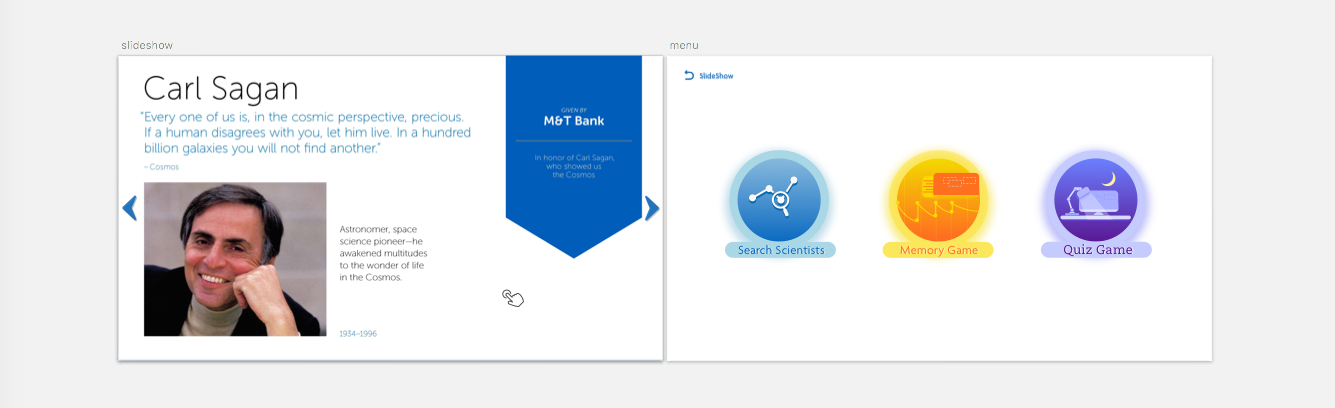 slideshow
Carl Sagan
"Every one of us is, in the cosmic perspective, precious.
If a human disagrees with you, let him live. In a hundred
billion galaxies you will not find another."
– Cosmos
Astronomer, space
science pioneer—he
awakened multitudes
to the wonder of life
in the Cosmos.
1934–1996
GIVEN BY
M&T Bank
In honor of Carl Sagan,
who showed us
the Cosmos
menu
SlideShow
Search Scientists
Memory Game
Quiz Game